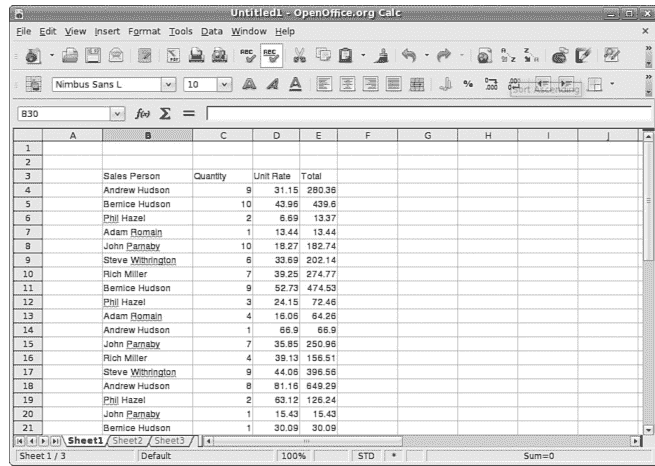 Untitled1 - OpenOffice.org Calc
File Edit View Insert Format Tools Data Window Help
Nimbus Sans L 10
Sort Ascending
B30 f(x) Σ =
A B C D E F G H I J
1
2
3 Sales Person Quantity Unit Rate Total
4 Andrew Hudson 9 31.15 280.36
5 Bernice Hudson 10 43.96 439.6
6 Phil Hazel 2 6.69 13.37
7 Adam Romain 1 13.44 13.44
8 John Parnaby 10 18.27 182.74
9 Steve Withrington 6 33.69 202.14
10 Rich Miller 7 39.25 274.77
11 Bernice Hudson 9 52.73 474.53
12 Phil Hazel 3 24.15 72.46
13 Adam Romain 4 16.06 64.26
14 Andrew Hudson 1 66.9 66.9
15 John Parnaby 7 35.85 250.96
16 Rich Miller 4 39.13 156.51
17 Steve Withrington 9 44.06 396.56
18 Andrew Hudson 8 81.16 649.29
19 Phil Hazel 2 63.12 126.24
20 John Parnaby 1 15.43 15.43
21 Bernice Hudson 1 30.09 30.09
Sheet1 Sheet2 Sheet3
Sheet 1 / 3 Default 100% STD * Sum=0